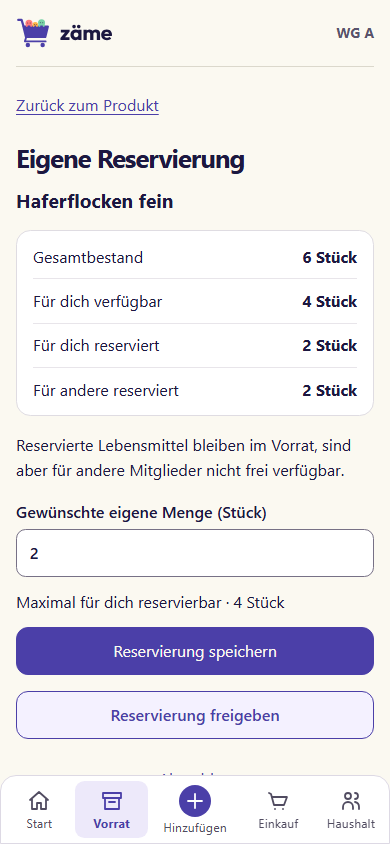 zäme
WG A
Zurück zum Produkt
Eigene Reservierung
Haferflocken fein
Gesamtbestand 6 Stück
Für dich verfügbar 4 Stück
Für dich reserviert 2 Stück
Für andere reserviert 2 Stück
Reservierte Lebensmittel bleiben im Vorrat, sind
aber für andere Mitglieder nicht frei verfügbar.
Gewünschte eigene Menge (Stück)
2
Maximal für dich reservierbar · 4 Stück
Reservierung speichern
Reservierung freigeben
Start
Vorrat
Hinzufügen
Einkauf
Haushalt